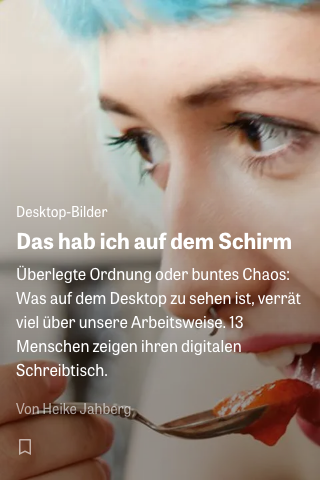 Desktop-Bilder
Das hab ich auf dem Schirm
Überlegte Ordnung oder buntes Chaos:
Was auf dem Desktop zu sehen ist, verrät
viel über unsere Arbeitsweise. 13
Menschen zeigen ihren digitalen
Schreibtisch.
Von Heike Jahberg